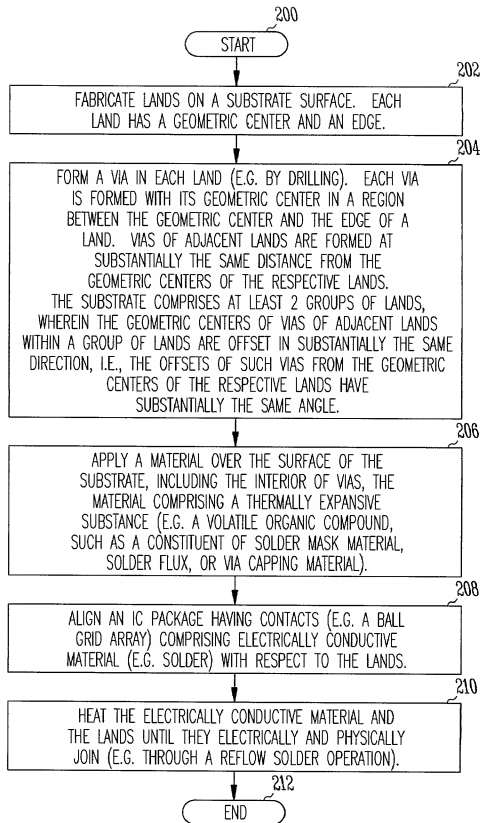 200
START
202
FABRICATE LANDS ON A SUBSTRATE SURFACE. EACH
LAND HAS A GEOMETRIC CENTER AND AN EDGE.
204
FORM A VIA IN EACH LAND (E.G. BY DRILLING). EACH VIA
IS FORMED WITH ITS GEOMETRIC CENTER IN A REGION
BETWEEN THE GEOMETRIC CENTER AND THE EDGE OF A
LAND. VIAS OF ADJACENT LANDS ARE FORMED AT
SUBSTANTIALLY THE SAME DISTANCE FROM THE
GEOMETRIC CENTERS OF THE RESPECTIVE LANDS.
THE SUBSTRATE COMPRISES AT LEAST 2 GROUPS OF LANDS,
WHEREIN THE GEOMETRIC CENTERS OF VIAS OF ADJACENT LANDS
WITHIN A GROUP OF LANDS ARE OFFSET IN SUBSTANTIALLY THE SAME
DIRECTION, I.E., THE OFFSETS OF SUCH VIAS FROM THE GEOMETRIC
CENTERS OF THE RESPECTIVE LANDS HAVE
SUBSTANTIALLY THE SAME ANGLE.
206
APPLY A MATERIAL OVER THE SURFACE OF THE
SUBSTRATE, INCLUDING THE INTERIOR OF VIAS, THE
MATERIAL COMPRISING A THERMALLY EXPANSIVE
SUBSTANCE (E.G. A VOLATILE ORGANIC COMPOUND,
SUCH AS A CONSTITUENT OF SOLDER MASK MATERIAL,
SOLDER FLUX, OR VIA CAPPING MATERIAL).
208
ALIGN AN IC PACKAGE HAVING CONTACTS (E.G. A BALL
GRID ARRAY) COMPRISING ELECTRICALLY CONDUCTIVE
MATERIAL (E.G. SOLDER) WITH RESPECT TO THE LANDS.
210
HEAT THE ELECTRICALLY CONDUCTIVE MATERIAL AND
THE LANDS UNTIL THEY ELECTRICALLY AND PHYSICALLY
JOIN (E.G. THROUGH A REFLOW SOLDER OPERATION).
212
END